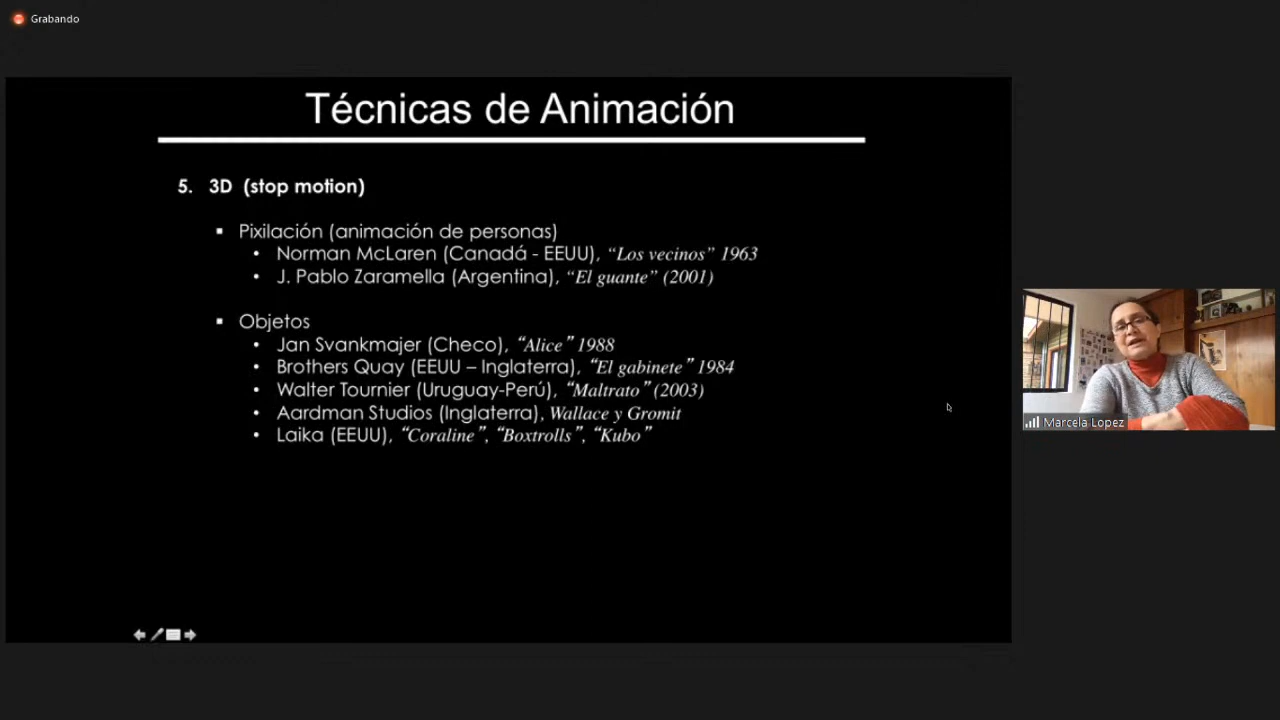 Grabando
Técnicas de Animación
5. 3D (stop motion)
▪ Pixilación (animación de personas)
• Norman McLaren (Canadá - EEUU), “Los vecinos” 1963
• J. Pablo Zaramella (Argentina), “El guante” (2001)
▪ Objetos
• Jan Svankmajer (Checo), “Alice” 1988
• Brothers Quay (EEUU – Inglaterra), “El gabinete” 1984
• Walter Tournier (Uruguay-Perú), “Maltrato” (2003)
• Aardman Studios (Inglaterra), Wallace y Gromit
• Laika (EEUU), “Coraline”, “Boxtrolls”, “Kubo”
Marcela Lopez